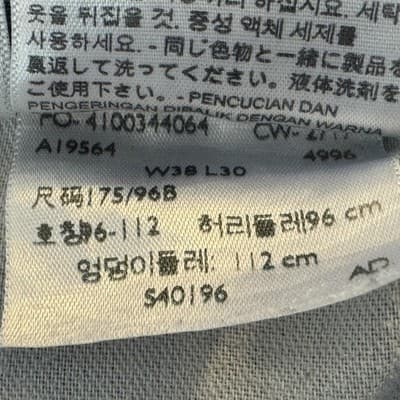 옷을 뒤집을 것. 중성 액체 세제를
사용하세요. - 同じ色物と一緒に製品を
裏返して洗ってください。液体洗剤を
ご使用下さい。- PENCUCIAN DAN
PENGERINGAN DIBALIK DENGAN WARNA
PO- 4100344064 CW-
A19564 4996
W38 L30
尺码175/96B
호칭96-112 허리둘레96 cm
엉덩이둘레: 112 cm
AP
S40196